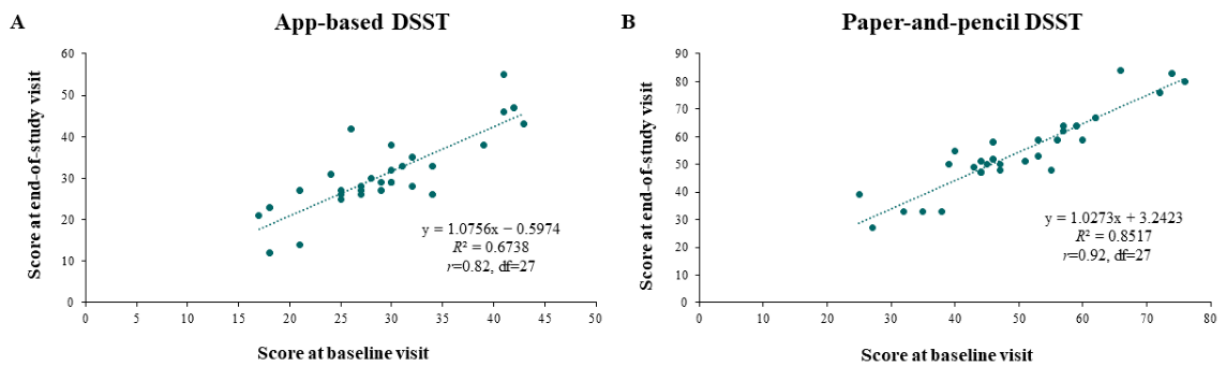 A
App-based DSST
Score at end-of-study visit
60
50
40
30
20
10
0
y = 1.0756x − 0.5974
R² = 0.6738
r=0.82, df=27
0 5 10 15 20 25 30 35 40 45 50
Score at baseline visit
B
Paper-and-pencil DSST
Score at end-of-study visit
90
80
70
60
50
40
30
20
10
0
y = 1.0273x + 3.2423
R² = 0.8517
r=0.92, df=27
0 10 20 30 40 50 60 70 80
Score at baseline visit